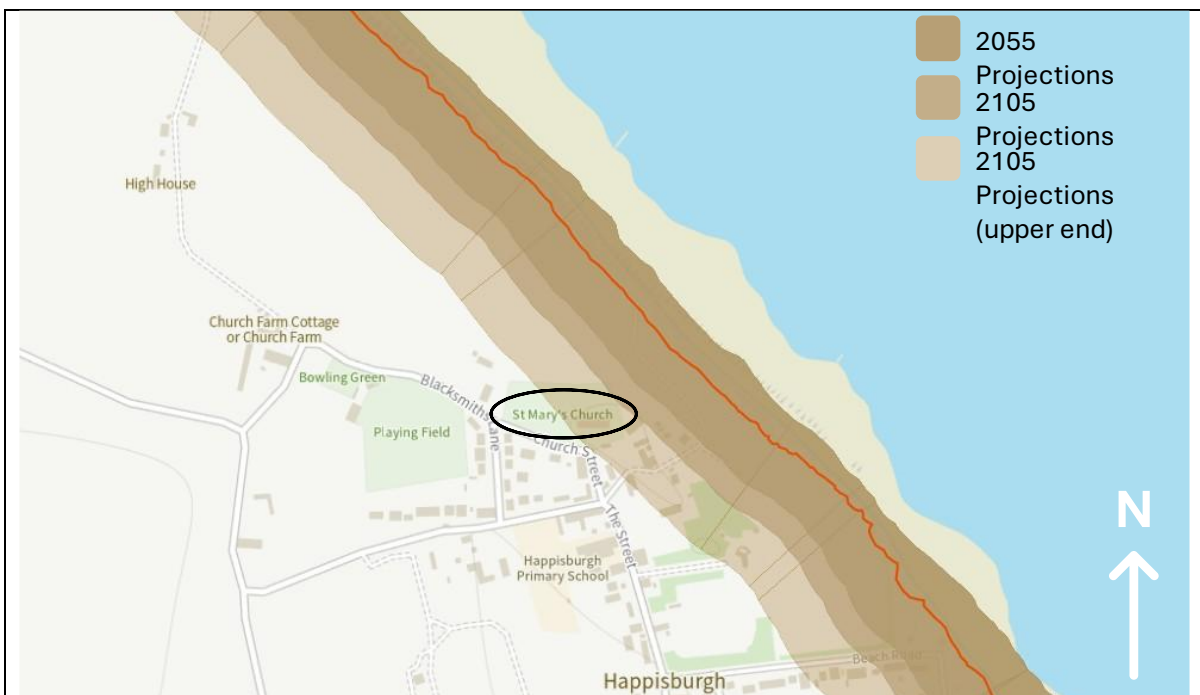 2055
Projections
2105
Projections
2105
Projections
(upper end)
High House
Church Farm Cottage
or Church Farm
Bowling Green
Blacksmiths Lane
St Mary's Church
Playing Field
Church Street
N
The Street
Happisburgh
Primary School
Beach Road
Happisburgh